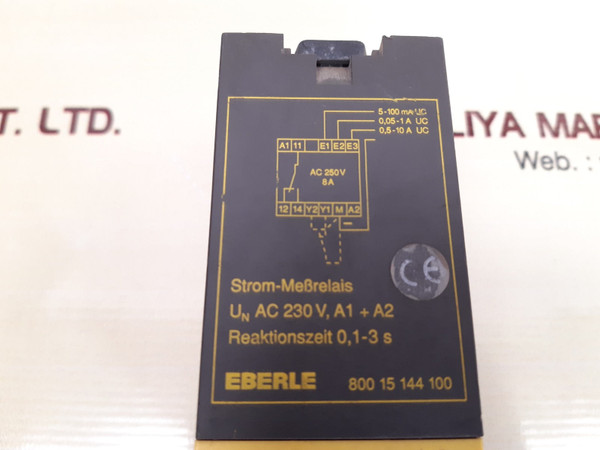 T. LTD.
LIYA MAR
Web. :
5-100 mA UC
0,05-1 A UC
0,5-10 A UC
A1 11 E1 E2 E3
AC 250V
6A
12 14 Y2 Y1 M A2
CE
Strom-Meßrelais
UN AC 230 V, A1 + A2
Reaktionszeit 0,1-3 s
EBERLE 800 15 144 100